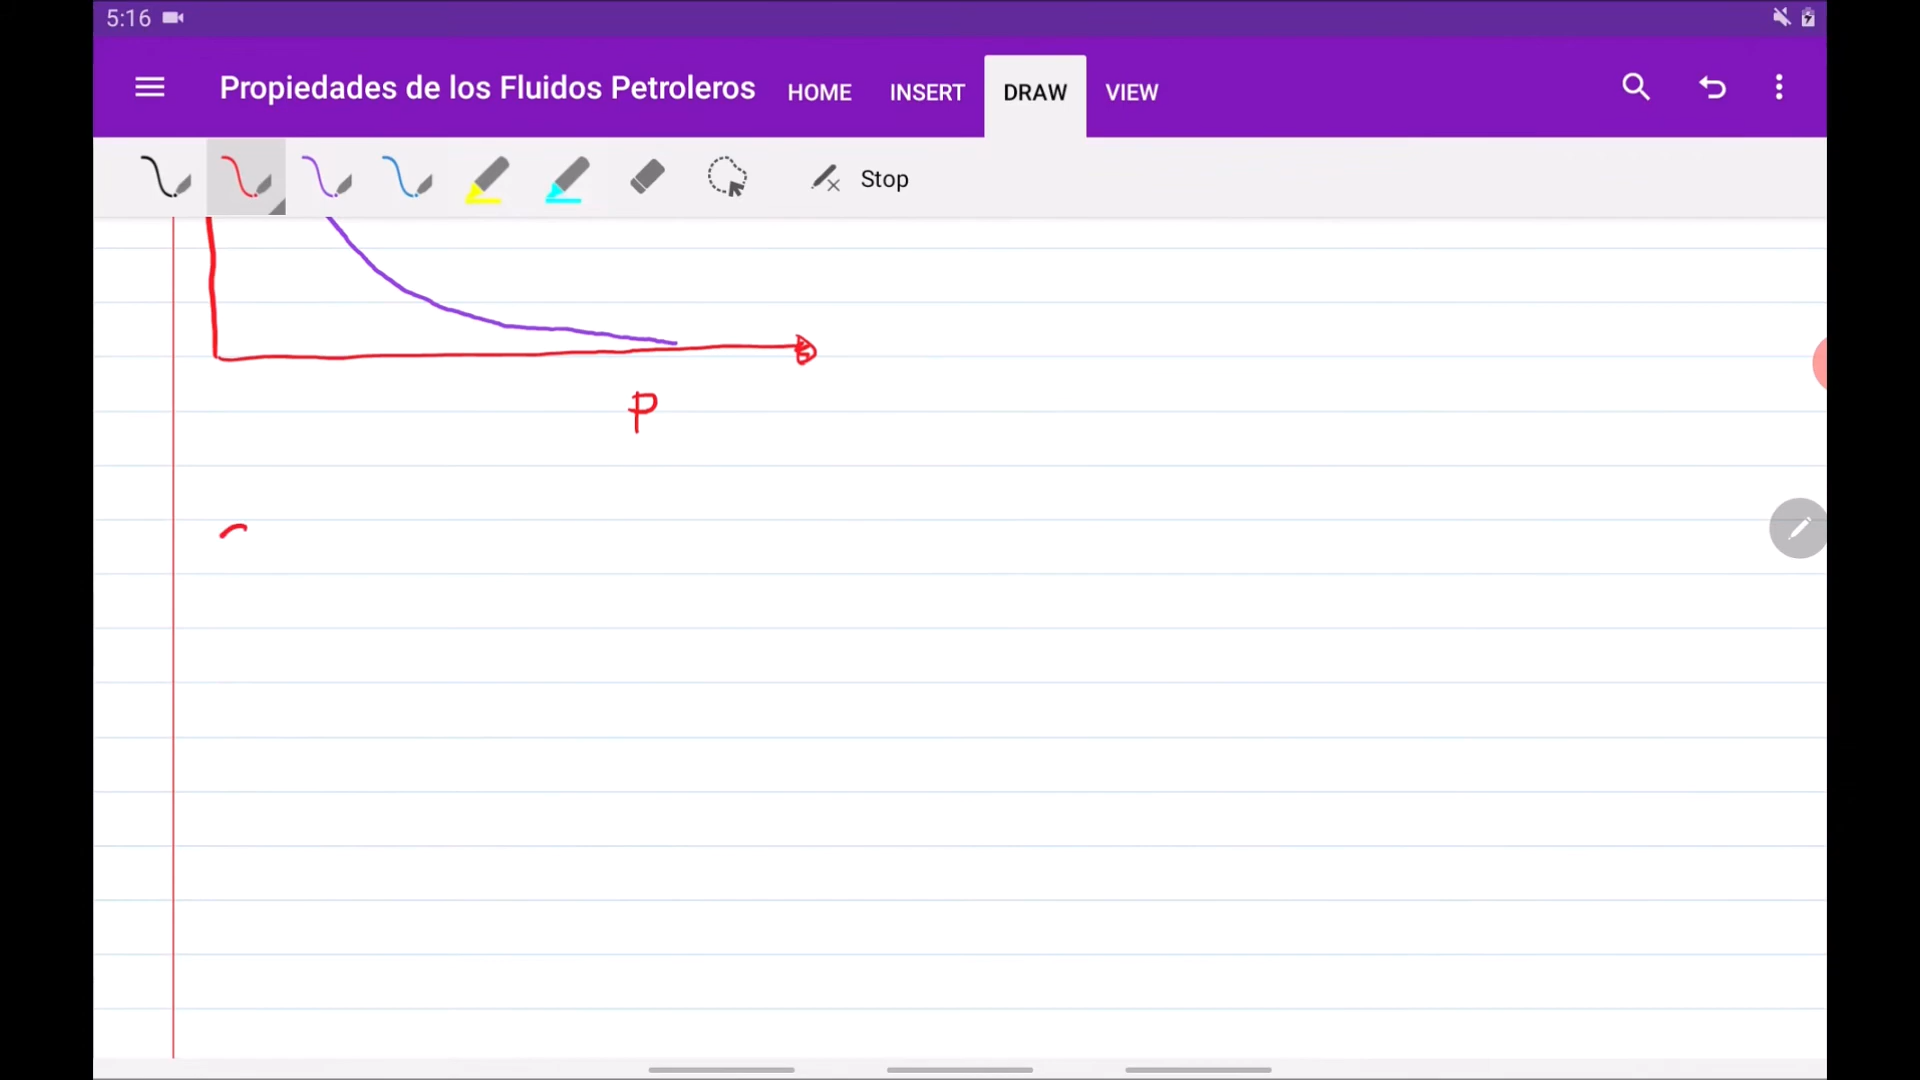 5:16
Propiedades de los Fluidos Petroleros HOME INSERT DRAW VIEW
Stop
P